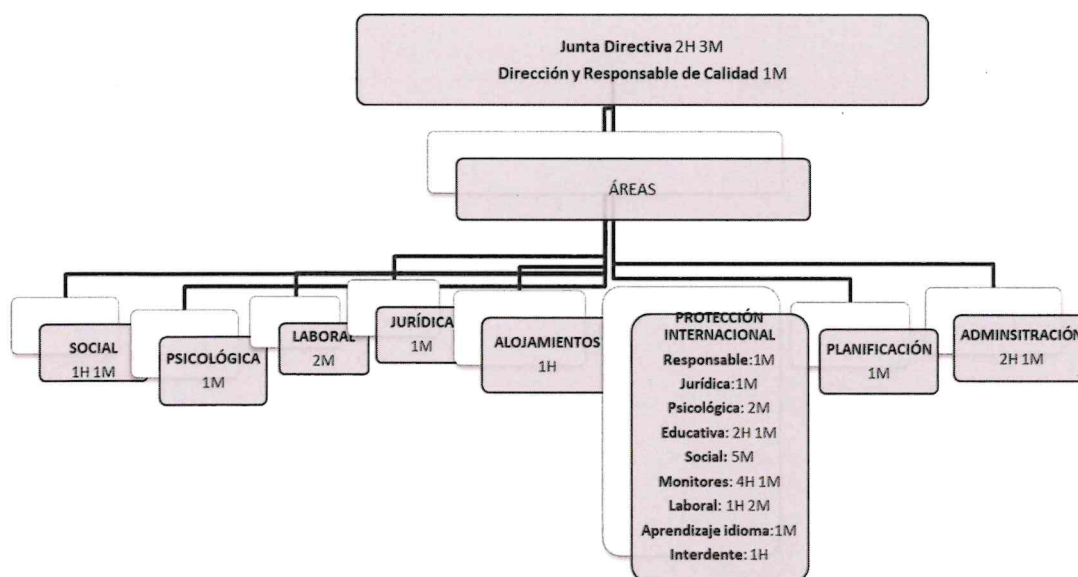 Junta Directiva 2H 3M
Dirección y Responsable de Calidad 1M
ÁREAS
SOCIAL
1H 1M
PSICOLÓGICA
1M
LABORAL
2M
JURÍDICA
1M
ALOJAMIENTOS
1H
PROTECCIÓN
INTERNACIONAL
Responsable:1M
Jurídica:1M
Psicológica: 2M
Educativa: 2H 1M
Social: 5M
Monitores: 4H 1M
Laboral: 1H 2M
Aprendizaje idioma:1M
Interdente: 1H
PLANIFICACIÓN
1M
ADMINSITRACIÓN
2H 1M